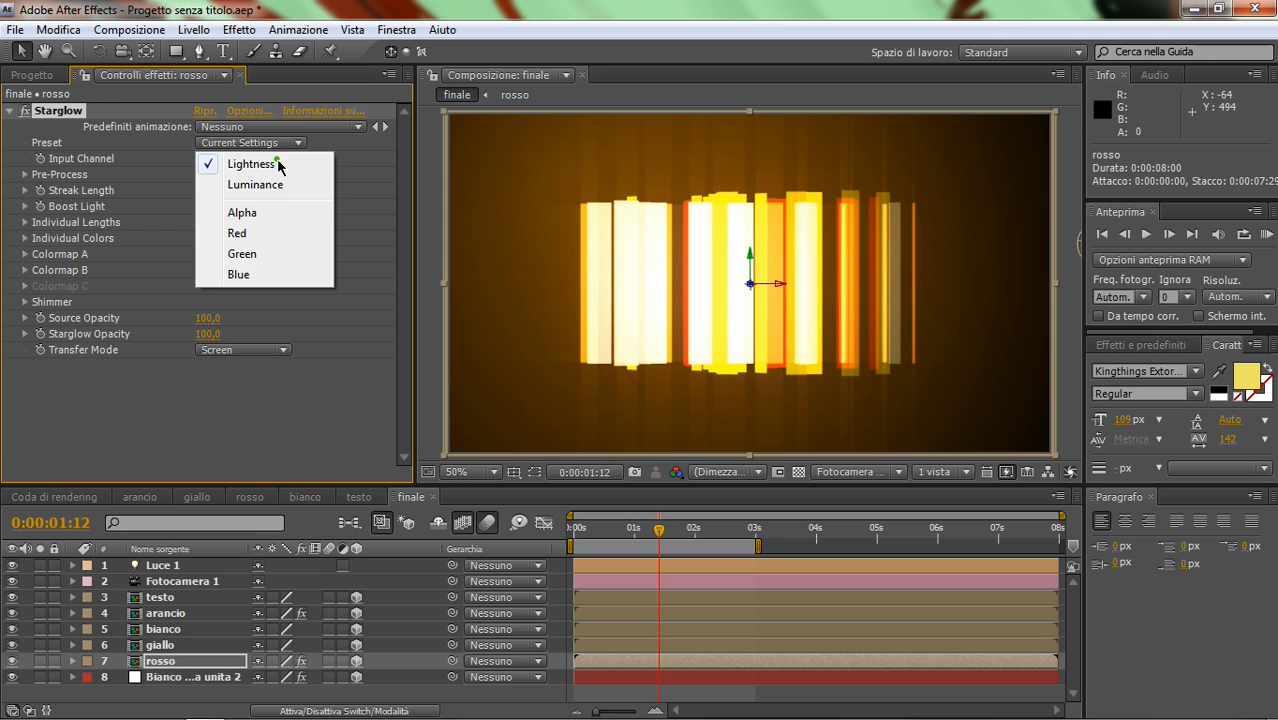 AE Adobe After Effects - Progetto senza titolo.aep *
File Modifica Composizione Livello Effetto Animazione Vista Finestra Aiuto
Spazio di lavoro: Standard Cerca nella Guida
Progetto Controlli effetti: rosso
Composizione: finale
Info Audio
finale • rosso
finale rosso
R:
G:
B:
A: 0
X: -64
Y: 494
fx Starglow Ripr. Opzioni... Informazioni su...
Predefiniti animazione: Nessuno
Preset Current Settings
Input Channel
Pre-Process
Streak Length
Boost Light
Individual Lengths
Individual Colors
Colormap A
Colormap B
Colormap C
Shimmer
Source Opacity 100,0
Starglow Opacity 100,0
Transfer Mode Screen
Lightness
Luminance
Alpha
Red
Green
Blue
rosso
Durata: 0:00:08:00
Attacco: 0:00:00:00, 0:00:07:29
Anteprima
Opzioni anteprima RAM
Freq. fotogr. Ignora Risoluz.
Autom. 0 Autom.
Da tempo corr. Schermo int.
Effetti e predefiniti Caratt
Kingthings Extor...
Regular
109 px Auto
Metrica 142
- px
50% 0:00:01:12 (Dimezza... Fotocamera ... 1 vista
Coda di rendering arancio giallo rosso bianco testo finale
Paragrafo
0:00:01:12
:00s 01s 02s 03s 04s 05s 06s 07s 08s
# Nome sorgente Gerarchia
1 Luce 1 Nessuno
2 Fotocamera 1 Nessuno
3 testo Nessuno
4 arancio fx Nessuno
5 bianco Nessuno
6 giallo Nessuno
7 rosso fx Nessuno
8 Bianco ...a unita 2 fx Nessuno
0 px 0 px 0 px
0 px 0 px
Attiva/Disattiva Switch/Modalità